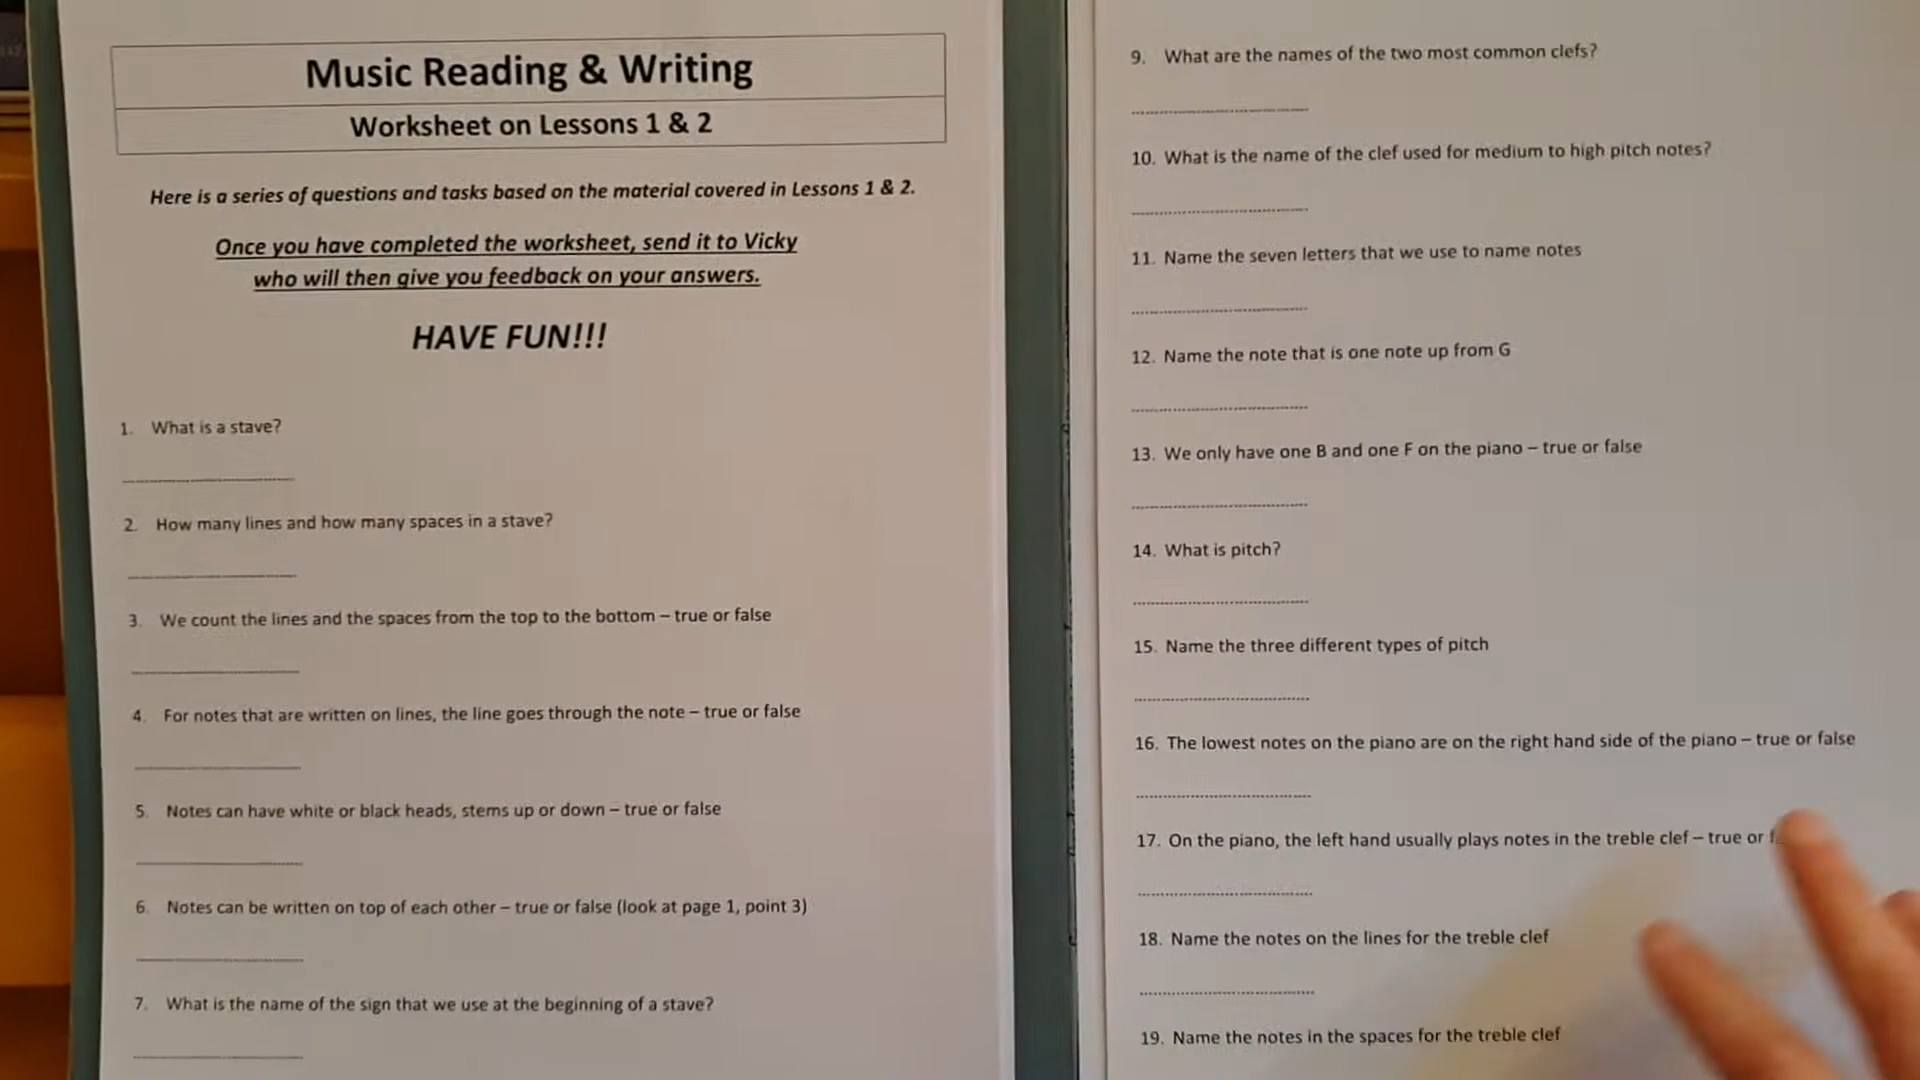 Music Reading & Writing
Worksheet on Lessons 1 & 2
Here is a series of questions and tasks based on the material covered in Lessons 1 & 2.
Once you have completed the worksheet, send it to Vicky
who will then give you feedback on your answers.
HAVE FUN!!!
1. What is a stave?
2. How many lines and how many spaces in a stave?
3. We count the lines and the spaces from the top to the bottom – true or false
4. For notes that are written on lines, the line goes through the note – true or false
5. Notes can have white or black heads, stems up or down – true or false
6. Notes can be written on top of each other – true or false (look at page 1, point 3)
7. What is the name of the sign that we use at the beginning of a stave?
9. What are the names of the two most common clefs?
10. What is the name of the clef used for medium to high pitch notes?
11. Name the seven letters that we use to name notes
12. Name the note that is one note up from G
13. We only have one B and one F on the piano – true or false
14. What is pitch?
15. Name the three different types of pitch
16. The lowest notes on the piano are on the right hand side of the piano – true or false
17. On the piano, the left hand usually plays notes in the treble clef – true or
18. Name the notes on the lines for the treble clef
19. Name the notes in the spaces for the treble clef